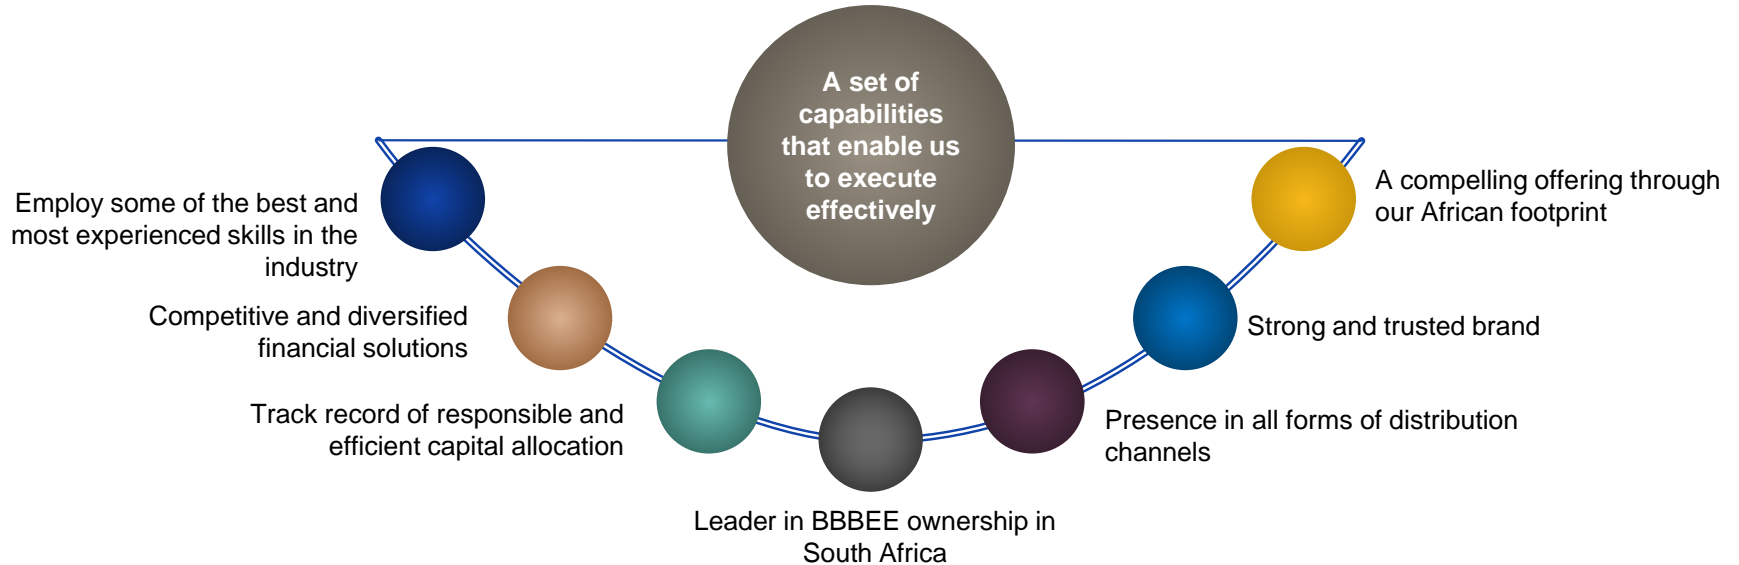 A set of
capabilities
that enable us
to execute
effectively
Employ some of the best and
most experienced skills in the
industry
Competitive and diversified
financial solutions
Track record of responsible and
efficient capital allocation
Leader in BBBEE ownership in
South Africa
Presence in all forms of distribution
channels
Strong and trusted brand
A compelling offering through
our African footprint